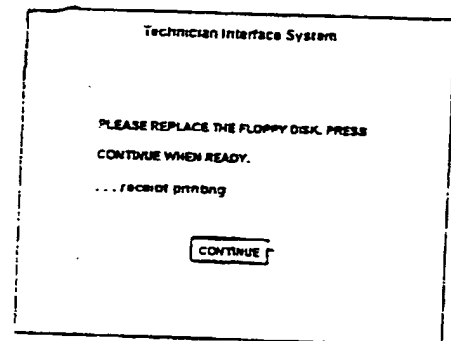 Technician Interface System
PLEASE REPLACE THE FLOPPY DISK. PRESS
CONTINUE WHEN READY.
... receipt printing
CONTINUE